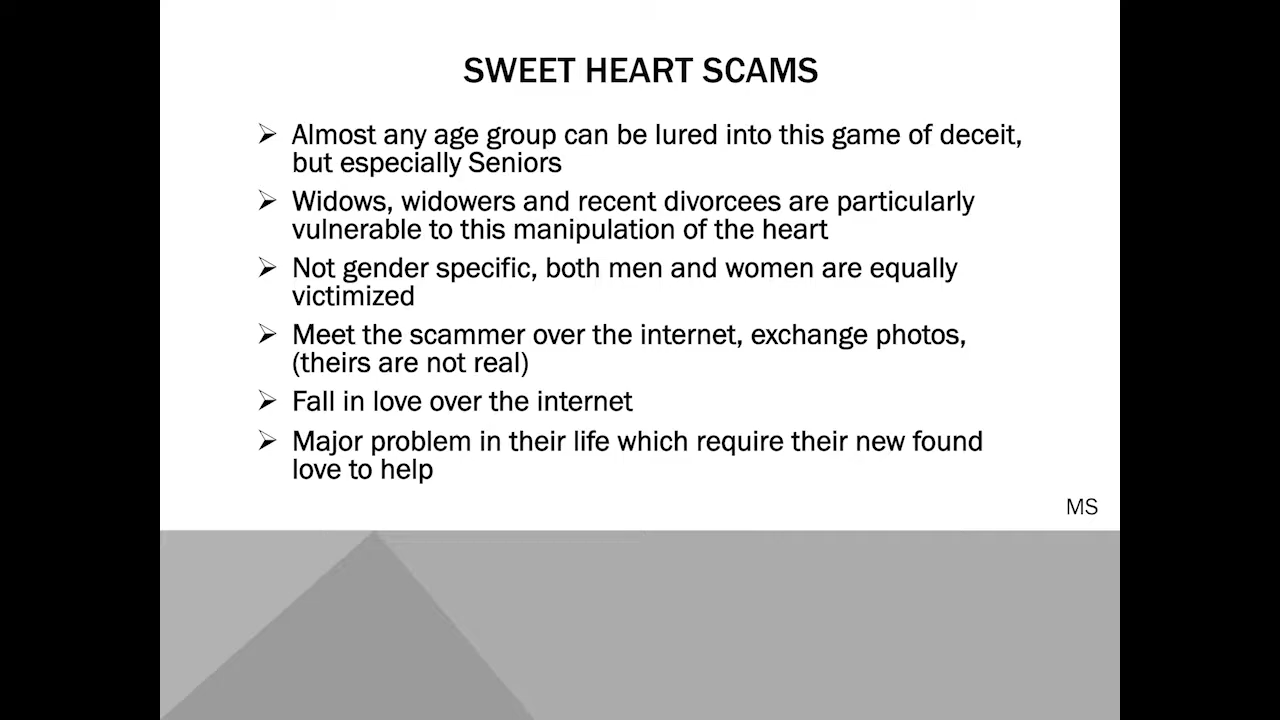 SWEET HEART SCAMS
➢ Almost any age group can be lured into this game of deceit,
but especially Seniors
➢ Widows, widowers and recent divorcees are particularly
vulnerable to this manipulation of the heart
➢ Not gender specific, both men and women are equally
victimized
➢ Meet the scammer over the internet, exchange photos,
(theirs are not real)
➢ Fall in love over the internet
➢ Major problem in their life which require their new found
love to help
MS